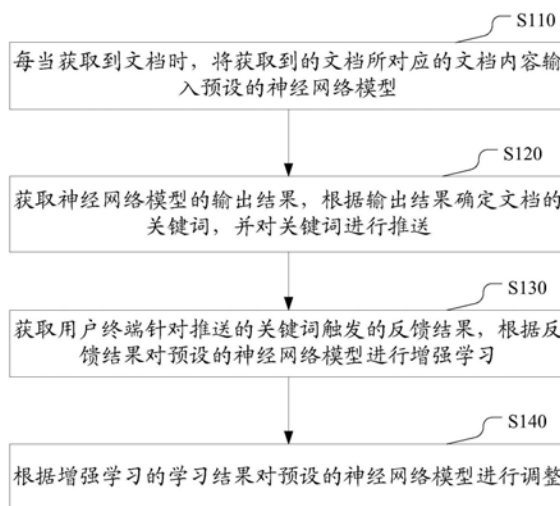 S110
每当获取到文档时，将获取到的文档所对应的文档内容输
入预设的神经网络模型
S120
获取神经网络模型的输出结果，根据输出结果确定文档的
关键词，并对关键词进行推送
S130
获取用户终端针对推送的关键词触发的反馈结果，根据反
馈结果对预设的神经网络模型进行增强学习
S140
根据增强学习的学习结果对预设的神经网络模型进行调整